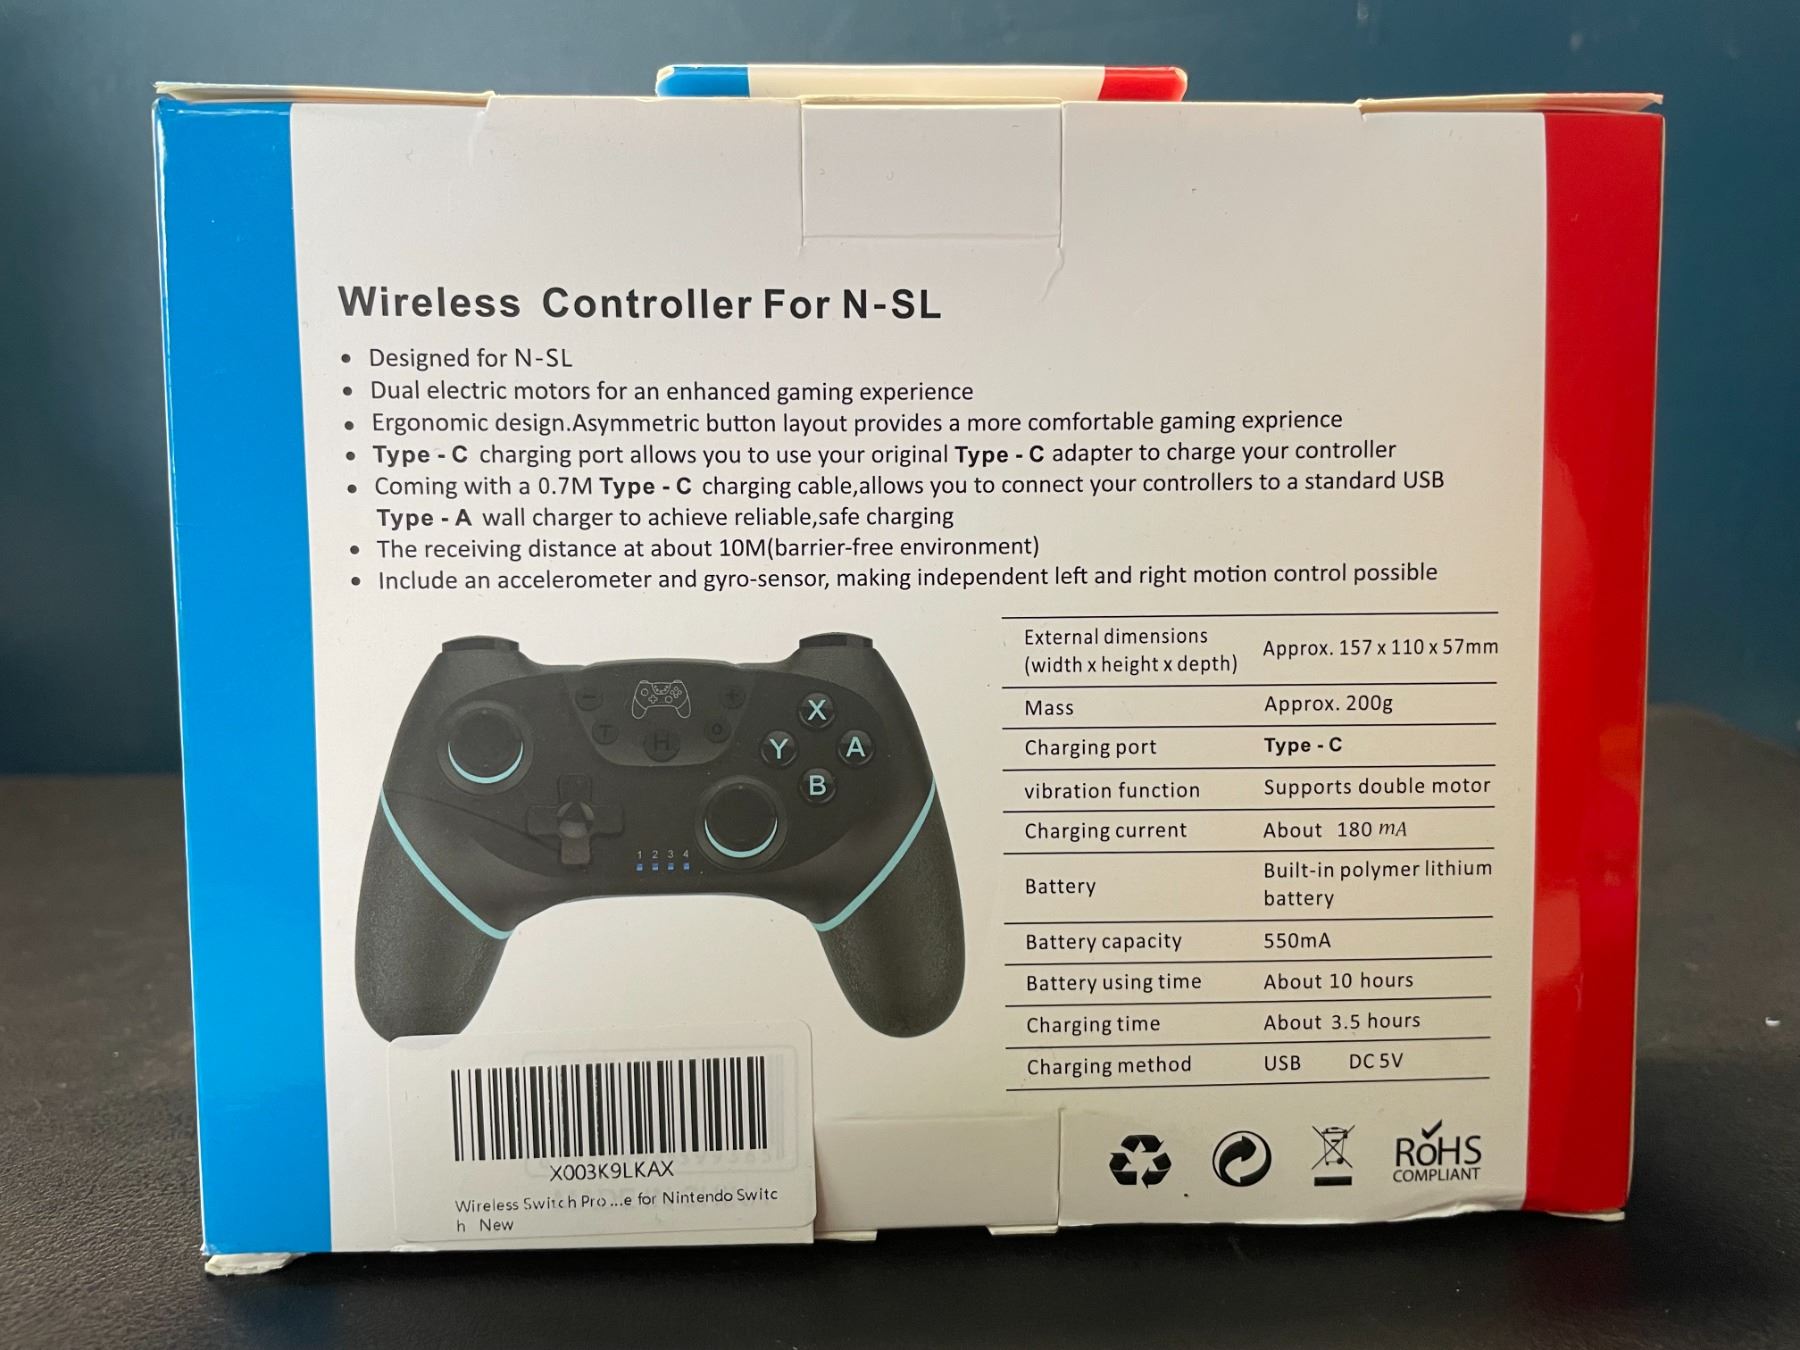 Wireless Controller For N-SL
• Designed for N-SL
• Dual electric motors for an enhanced gaming experience
• Ergonomic design.Asymmetric button layout provides a more comfortable gaming exprience
• Type - C charging port allows you to use your original Type - C adapter to charge your controller
• Coming with a 0.7M Type - C charging cable,allows you to connect your controllers to a standard USB
Type - A wall charger to achieve reliable,safe charging
• The receiving distance at about 10M(barrier-free environment)
• Include an accelerometer and gyro-sensor, making independent left and right motion control possible
X
Y A
B
T H O
1 2 3 4
External dimensions
(width x height x depth) Approx. 157 x 110 x 57mm
Mass Approx. 200g
Charging port Type - C
vibration function Supports double motor
Charging current About 180 mA
Battery Built-in polymer lithium
battery
Battery capacity 550mA
Battery using time About 10 hours
Charging time About 3.5 hours
Charging method USB DC 5V
X003K9LKAX
Wireless Switch Pro ...e for Nintendo Switc
h New
RoHS
COMPLIANT